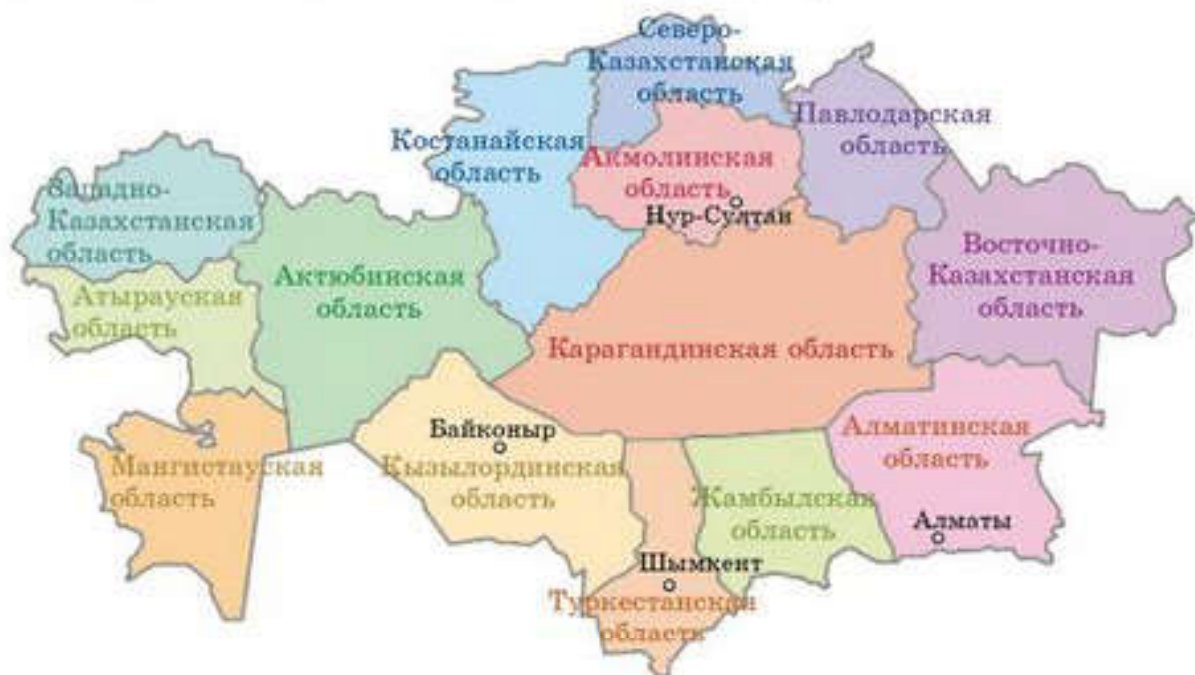 Северо-
Казахстанская
область
Павлодарская
область
Костанайская
область
Акмолинская
область
Нур-Султан
Западно-
Казахстанская
область
Восточно-
Казахстанская
область
Актюбинская
область
Атырауская
область
Карагандинская область
Байконыр
Кызылординская
область
Алматинская
область
Мангистауская
область
Жамбылская
область
Алматы
Шымкент
Туркестанская
область